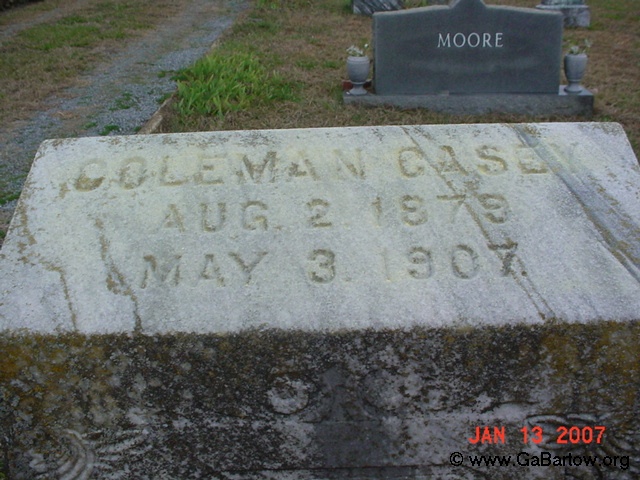 MOORE
COLEMAN CASEY
AUG. 2 1879
MAY 3. 1907.
JAN 13 2007
© www.GaBartow.org